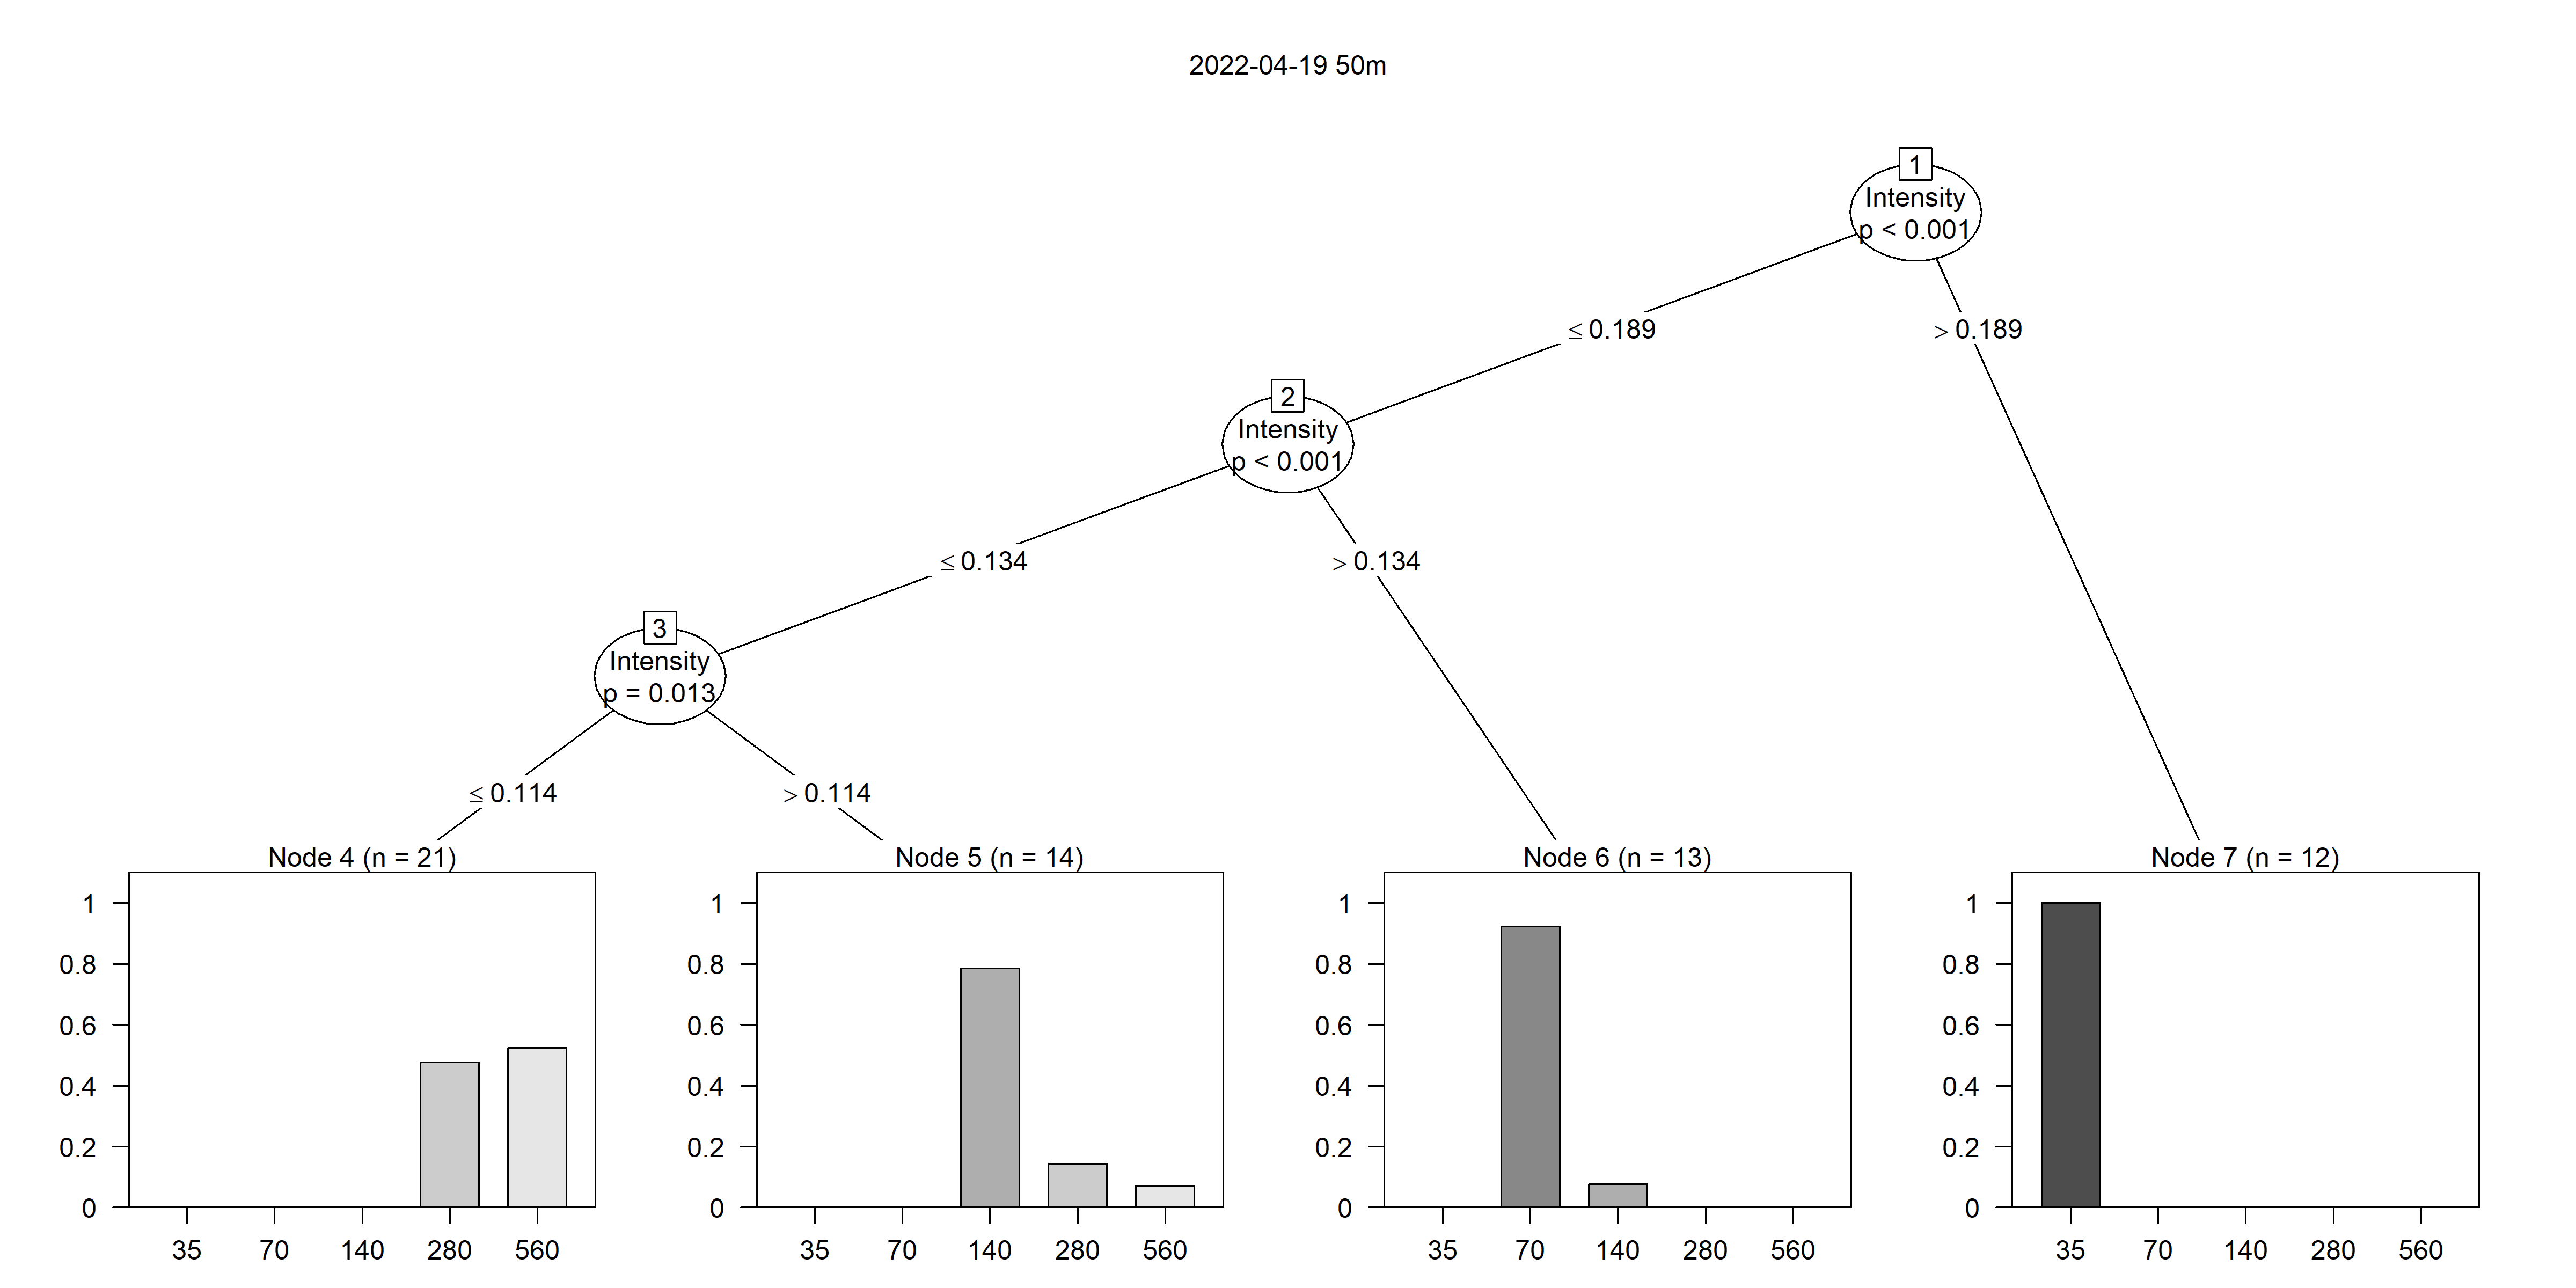 2022-04-19 50m
1
Intensity
p < 0.001
≤ 0.189
> 0.189
2
Intensity
p < 0.001
≤ 0.134
> 0.134
3
Intensity
p = 0.013
≤ 0.114
> 0.114
Node 4 (n = 21)
1
0.8
0.6
0.4
0.2
0
35 70 140 280 560
Node 5 (n = 14)
1
0.8
0.6
0.4
0.2
0
35 70 140 280 560
Node 6 (n = 13)
1
0.8
0.6
0.4
0.2
0
35 70 140 280 560
Node 7 (n = 12)
1
0.8
0.6
0.4
0.2
0
35 70 140 280 560